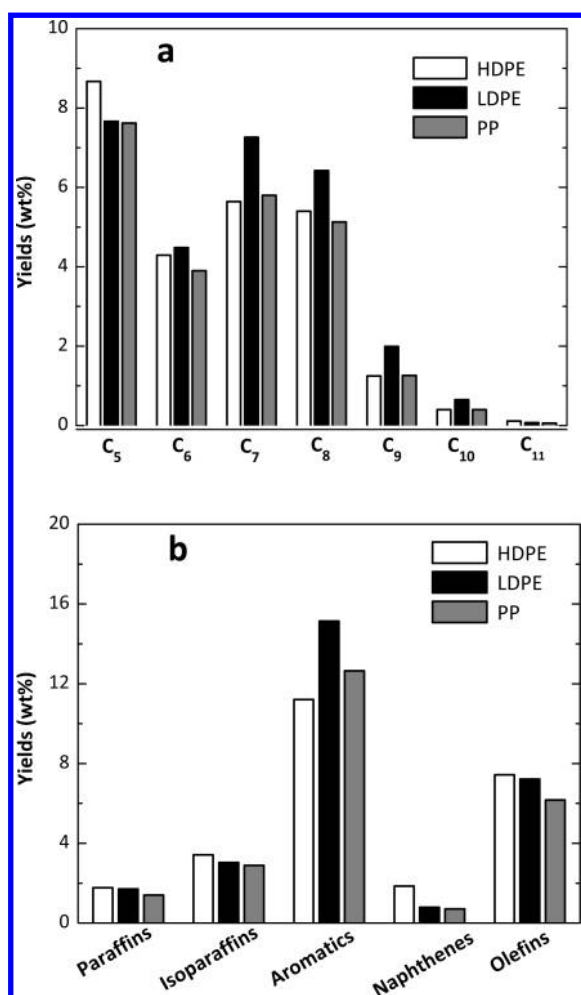 a
10
8
6
4
2
0
Yields (wt%)
HDPE
LDPE
PP
C₅ C₆ C₇ C₈ C₉ C₁₀ C₁₁
b
20
16
12
8
4
0
Yields (wt%)
HDPE
LDPE
PP
Paraffins Isoparaffins Aromatics Naphthenes Olefins